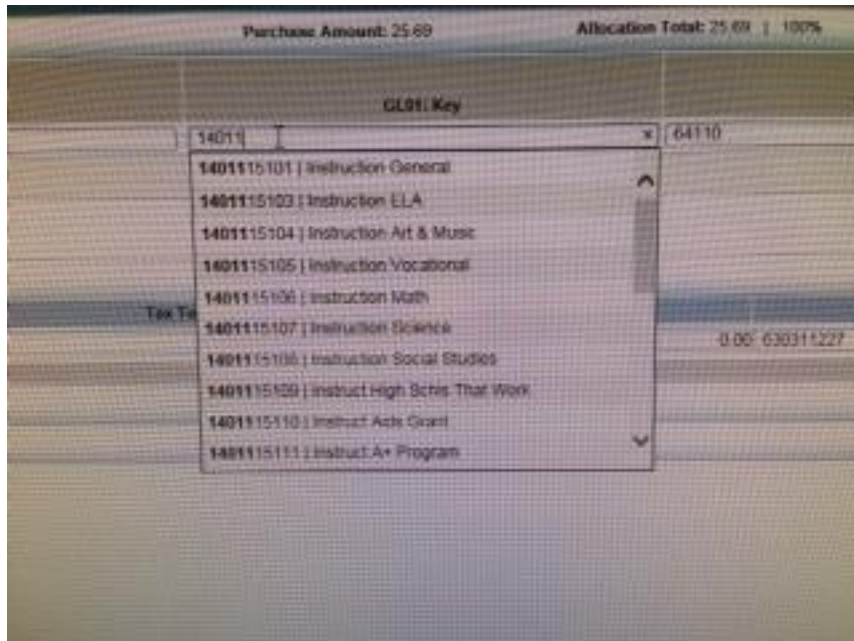 Purchase Amount: 25.69 Allocation Total: 25.69 | 100%
GL01: Key
14011 x 64110
1401115101 | Instruction General
1401115103 | Instruction ELA
1401115104 | Instruction Art & Music
1401115105 | Instruction Vocational
1401115106 | Instruction Math
Tax
1401115107 | Instruction Science
0.00 630311227
1401115108 | Instruction Social Studies
1401115109 | Instruct High Schls That Work
1401115110 | Instruct Aids Grant
1401115111 | Instruct A+ Program